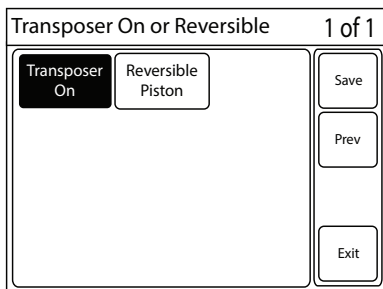 Transposer On or Reversible 1 of 1
Transposer
On
Reversible
Piston
Save
Prev
Exit